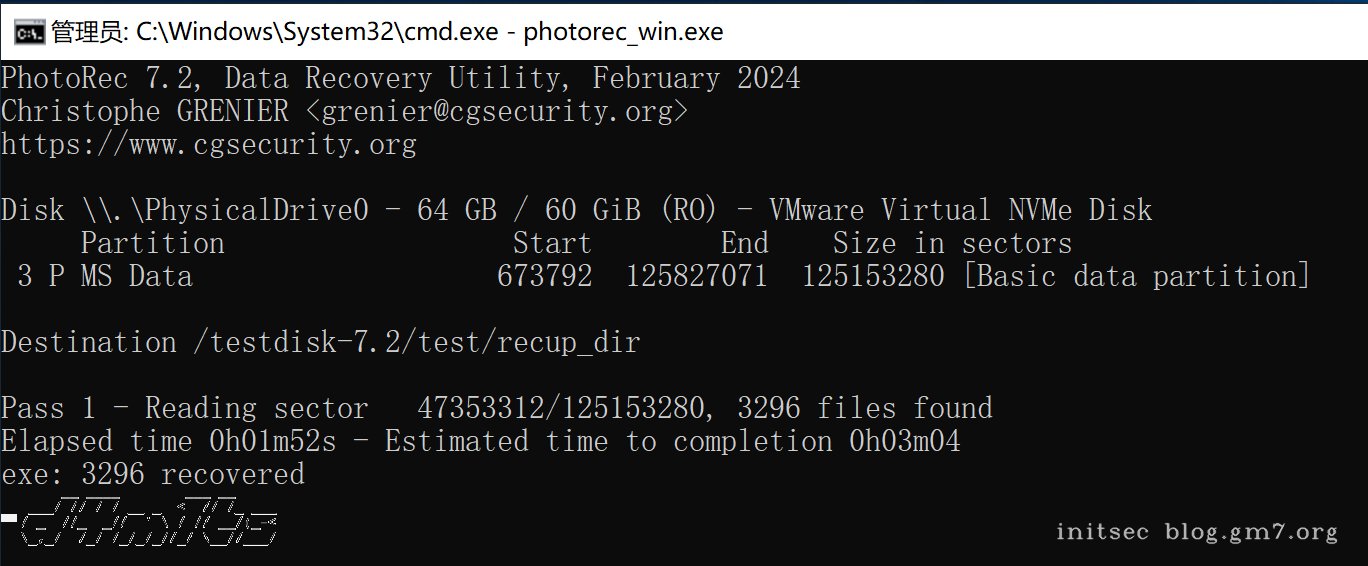 管理员: C:\Windows\System32\cmd.exe - photorec_win.exe
PhotoRec 7.2, Data Recovery Utility, February 2024
Christophe GRENIER <grenier@cgsecurity.org>
https://www.cgsecurity.org
Disk \\.\PhysicalDrive0 - 64 GB / 60 GiB (RO) - VMware Virtual NVMe Disk
Partition Start End Size in sectors
3 P MS Data 673792 125827071 125153280 [Basic data partition]
Destination /testdisk-7.2/test/recup_dir
Pass 1 - Reading sector 47353312/125153280, 3296 files found
Elapsed time 0h01m52s - Estimated time to completion 0h03m04
exe: 3296 recovered
d4m1ts
initsec blog.gm7.org